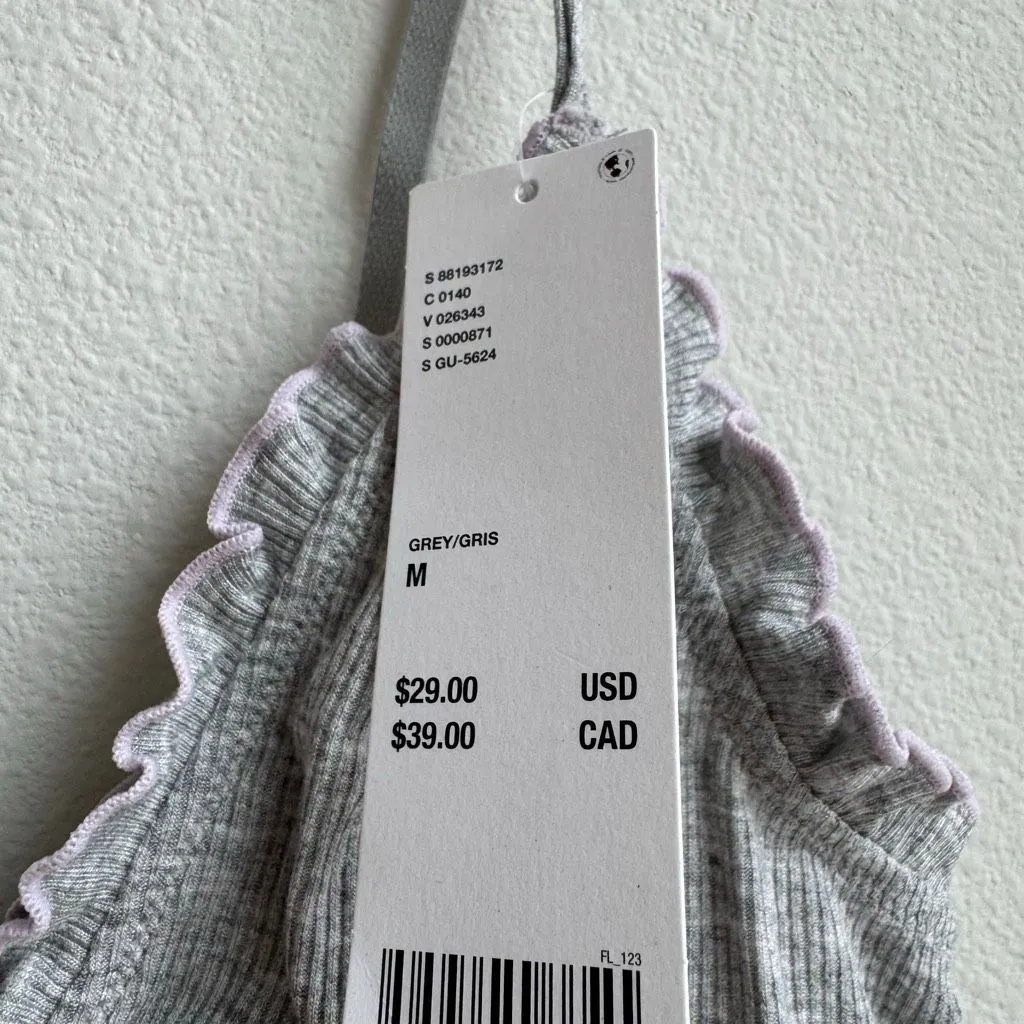 S 88193172
C 0140
V 026343
S 0000871
S GU-5624
GREY/GRIS
M
$29.00 USD
$39.00 CAD
FL_123